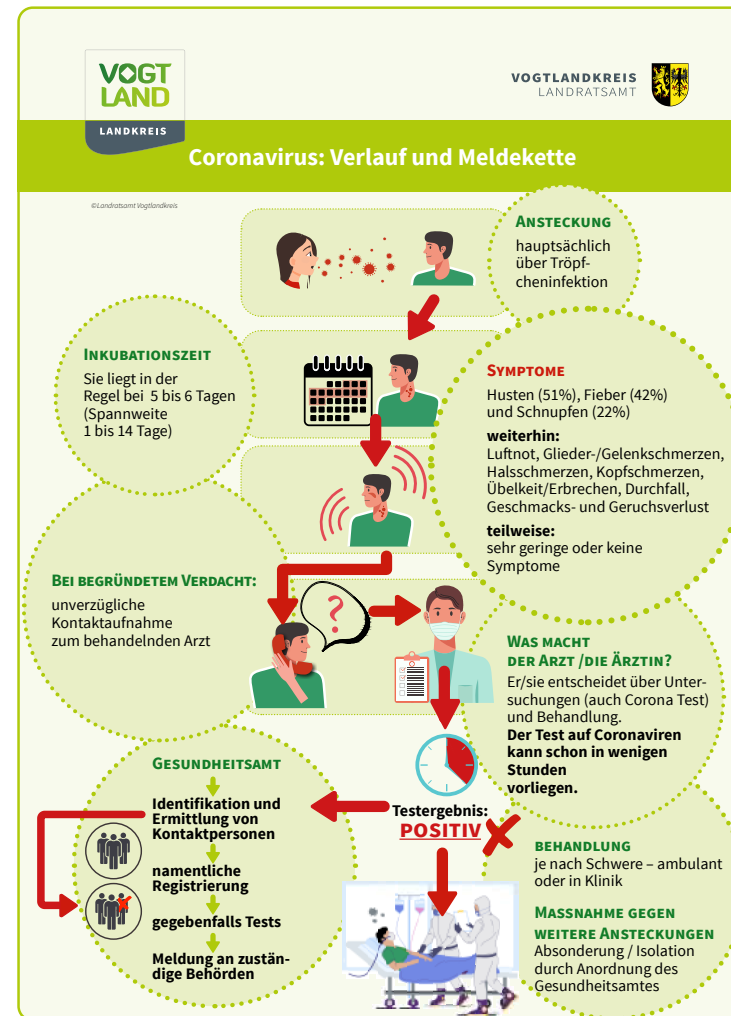 VOGT
LAND
LANDKREIS
VOGTLANDKREIS
LANDRATSAMT
Coronavirus: Verlauf und Meldekette
©Landratsamt Vogtlandkreis
ANSTECKUNG
hauptsächlich
über Tröpf-
cheninfektion
INKUBATIONSZEIT
Sie liegt in der
Regel bei 5 bis 6 Tagen
(Spannweite
1 bis 14 Tage)
SYMPTOME
Husten (51%), Fieber (42%)
und Schnupfen (22%)
weiterhin:
Luftnot, Glieder-/Gelenkschmerzen,
Halsschmerzen, Kopfschmerzen,
Übelkeit/Erbrechen, Durchfall,
Geschmacks- und Geruchsverlust
teilweise:
sehr geringe oder keine
Symptome
BEI BEGRÜNDETEM VERDACHT:
unverzügliche
Kontaktaufnahme
zum behandelnden Arzt
?
WAS MACHT
DER ARZT /DIE ÄRZTIN?
Er/sie entscheidet über Unter-
suchungen (auch Corona Test)
und Behandlung.
Der Test auf Coronaviren
kann schon in wenigen
Stunden
vorliegen.
Testergebnis:
POSITIV
GESUNDHEITSAMT
Identifikation und
Ermittlung von
Kontaktpersonen
namentliche
Registrierung
gegebenfalls Tests
Meldung an zustän-
dige Behörden
BEHANDLUNG
je nach Schwere – ambulant
oder in Klinik
MASSNAHME GEGEN
WEITERE ANSTECKUNGEN
Absonderung / Isolation
durch Anordnung des
Gesundheitsamtes